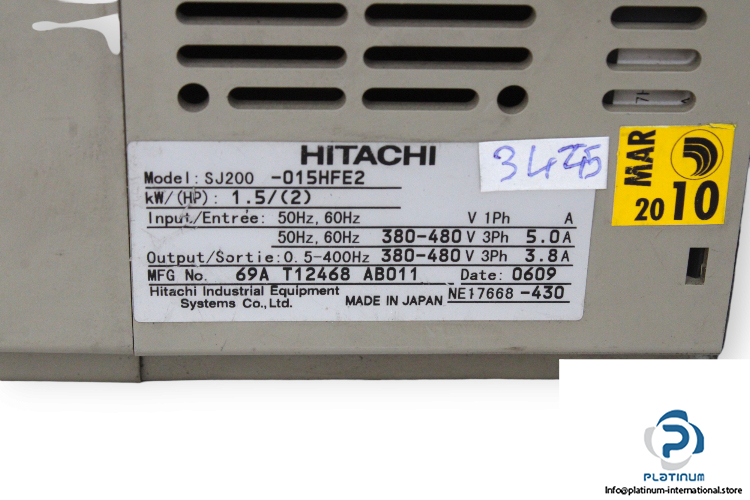 HITACHI
Model: SJ200 -015HFE2
kW/(HP): 1.5/(2)
Input/Entrée: 50Hz, 60Hz V 1Ph A
50Hz, 60Hz 380-480 V 3Ph 5.0 A
Output/Sortie: 0.5-400Hz 380-480 V 3Ph 3.8 A
MFG No. 69A T12468 AB011 Date: 0609
Hitachi Industrial Equipment
Systems Co., Ltd. MADE IN JAPAN NE17668 -430
MAR
20 10
PLATINUM
Info@platinum-international.store